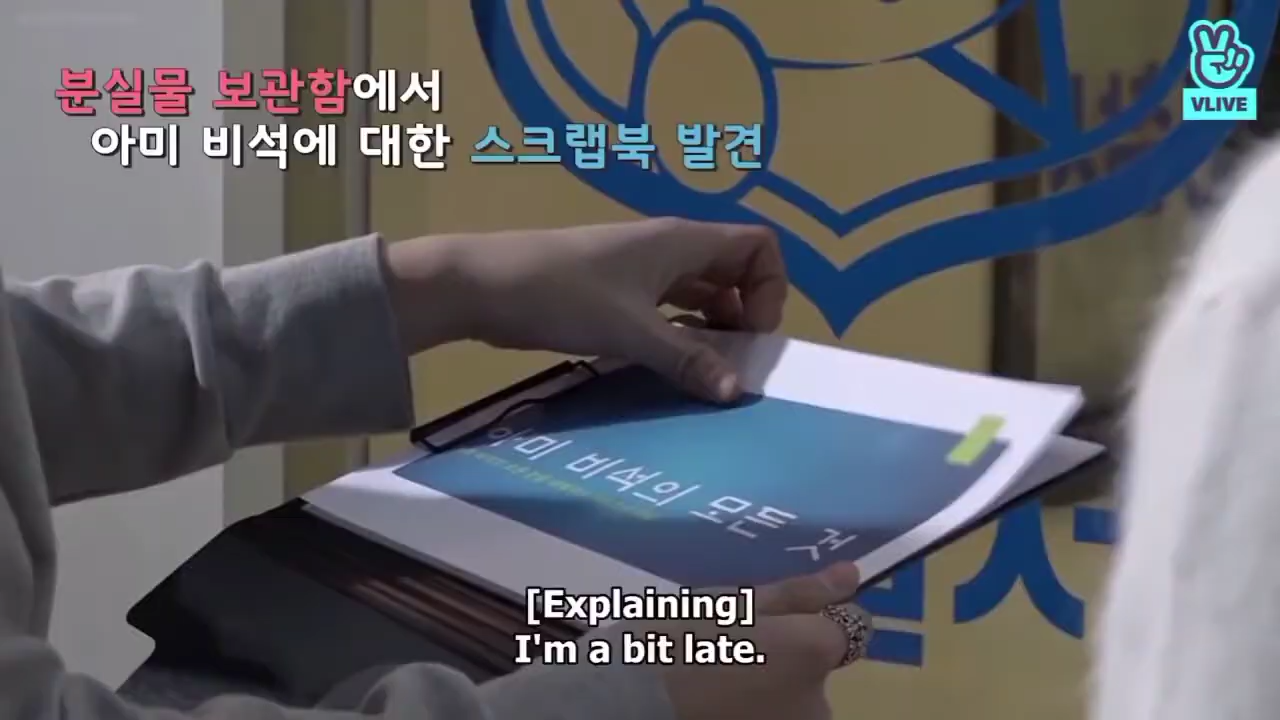 분실물 보관함에서
아미 비석에 대한 스크랩북 발견
VLIVE
아미 비석의 모든 것
[Explaining]
I'm a bit late.